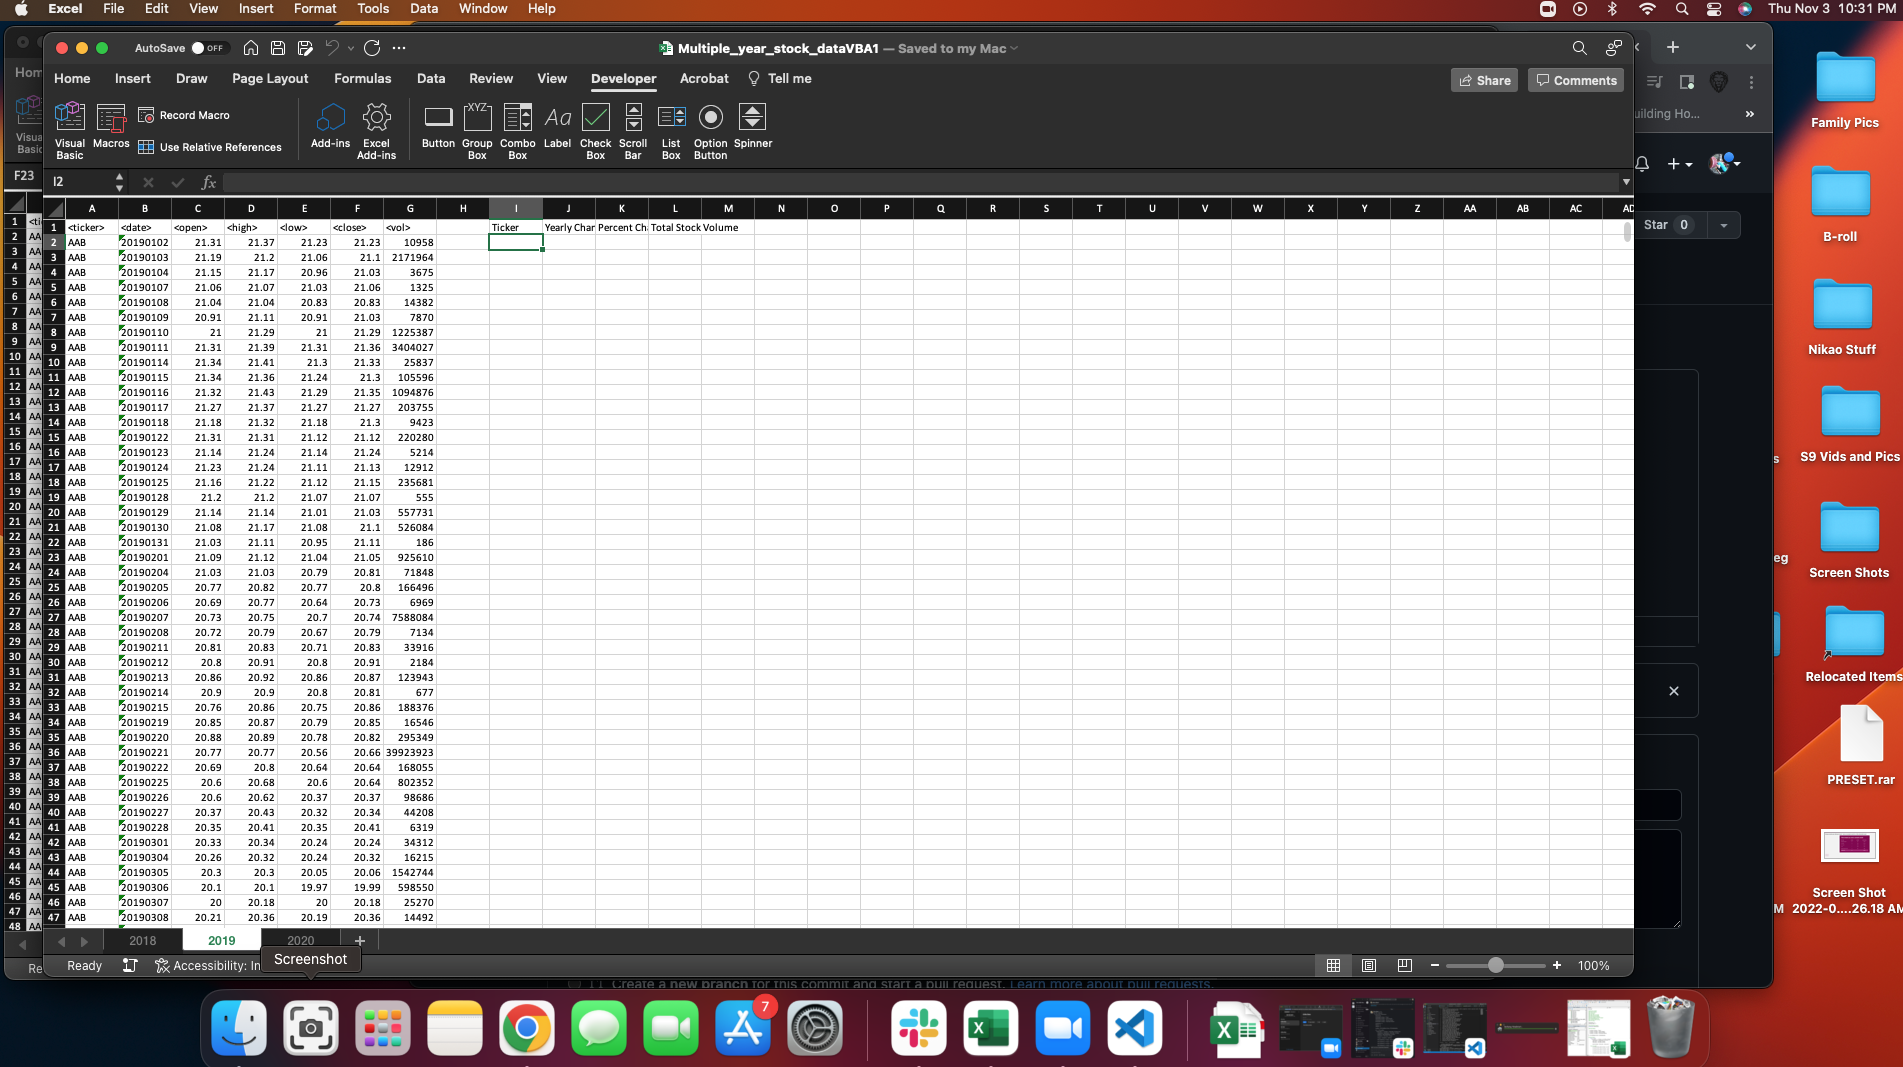 Excel File Edit View Insert Format Tools Data Window Help Thu Nov 3 10:31 PM
AutoSave OFF Multiple_year_stock_dataVBA1 — Saved to my Mac
Home Insert Draw Page Layout Formulas Data Review View Developer Acrobat Tell me Share Comments
Visual Basic Macros Record Macro Use Relative References Add-ins Excel Add-ins Button Group Box Combo Box Label Check Box Scroll Bar List Box Option Button Spinner
I2 fx
A B C D E F G H I J K L M N O P Q R S T U V W X Y Z AA AB AC AD
1 <ticker> <date> <open> <high> <low> <close> <vol> Ticker Yearly Char Percent Ch Total Stock Volume
2 AAB 20190102 21.31 21.37 21.23 21.23 10958
3 AAB 20190103 21.19 21.2 21.06 21.1 2171964
4 AAB 20190104 21.15 21.17 20.96 21.03 3675
5 AAB 20190107 21.06 21.07 21.03 21.06 1325
6 AAB 20190108 21.04 21.04 20.83 20.83 14382
7 AAB 20190109 20.91 21.11 20.91 21.03 7870
8 AAB 20190110 21 21.29 21 21.29 1225387
9 AAB 20190111 21.31 21.39 21.31 21.36 3404027
10 AAB 20190114 21.34 21.41 21.3 21.33 25837
11 AAB 20190115 21.34 21.36 21.24 21.3 105596
12 AAB 20190116 21.32 21.43 21.29 21.35 1094876
13 AAB 20190117 21.27 21.37 21.27 21.27 203755
14 AAB 20190118 21.18 21.32 21.18 21.3 9423
15 AAB 20190122 21.31 21.31 21.12 21.12 220280
16 AAB 20190123 21.14 21.24 21.14 21.24 5214
17 AAB 20190124 21.23 21.24 21.11 21.13 12912
18 AAB 20190125 21.16 21.22 21.12 21.15 235681
19 AAB 20190128 21.2 21.2 21.07 21.07 555
20 AAB 20190129 21.14 21.14 21.01 21.03 557731
21 AAB 20190130 21.08 21.17 21.08 21.1 526084
22 AAB 20190131 21.03 21.11 20.95 21.11 186
23 AAB 20190201 21.09 21.12 21.04 21.05 925610
24 AAB 20190204 21.03 21.03 20.79 20.81 71848
25 AAB 20190205 20.77 20.82 20.77 20.8 166496
26 AAB 20190206 20.69 20.77 20.64 20.73 6969
27 AAB 20190207 20.73 20.75 20.7 20.74 7588084
28 AAB 20190208 20.72 20.79 20.67 20.79 7134
29 AAB 20190211 20.81 20.83 20.71 20.83 33916
30 AAB 20190212 20.8 20.91 20.8 20.91 2184
31 AAB 20190213 20.86 20.92 20.86 20.87 123943
32 AAB 20190214 20.9 20.9 20.8 20.81 677
33 AAB 20190215 20.76 20.86 20.75 20.86 188376
34 AAB 20190219 20.85 20.87 20.79 20.85 16546
35 AAB 20190220 20.88 20.89 20.78 20.82 295349
36 AAB 20190221 20.77 20.77 20.56 20.66 39923923
37 AAB 20190222 20.69 20.8 20.64 20.64 168055
38 AAB 20190225 20.6 20.68 20.6 20.64 802352
39 AAB 20190226 20.6 20.62 20.37 20.37 98686
40 AAB 20190227 20.37 20.43 20.32 20.34 44208
41 AAB 20190228 20.35 20.41 20.35 20.41 6319
42 AAB 20190301 20.33 20.34 20.24 20.24 34312
43 AAB 20190304 20.26 20.32 20.24 20.32 16215
44 AAB 20190305 20.3 20.3 20.05 20.06 1542744
45 AAB 20190306 20.1 20.1 19.97 19.99 598550
46 AAB 20190307 20 20.18 20 20.18 25270
47 AAB 20190308 20.21 20.36 20.19 20.36 14492
2018 2019 2020 +
Ready Accessibility: In 100%
Screenshot
F23
uilding Ho...
Star 0
Create a new branch for this commit and start a pull request. Learn more about pull requests.
Family Pics
B-roll
Nikao Stuff
S9 Vids and Pics
Screen Shots
Relocated Items
PRESET.rar
Screen Shot
2022-0....26.18 AM
7